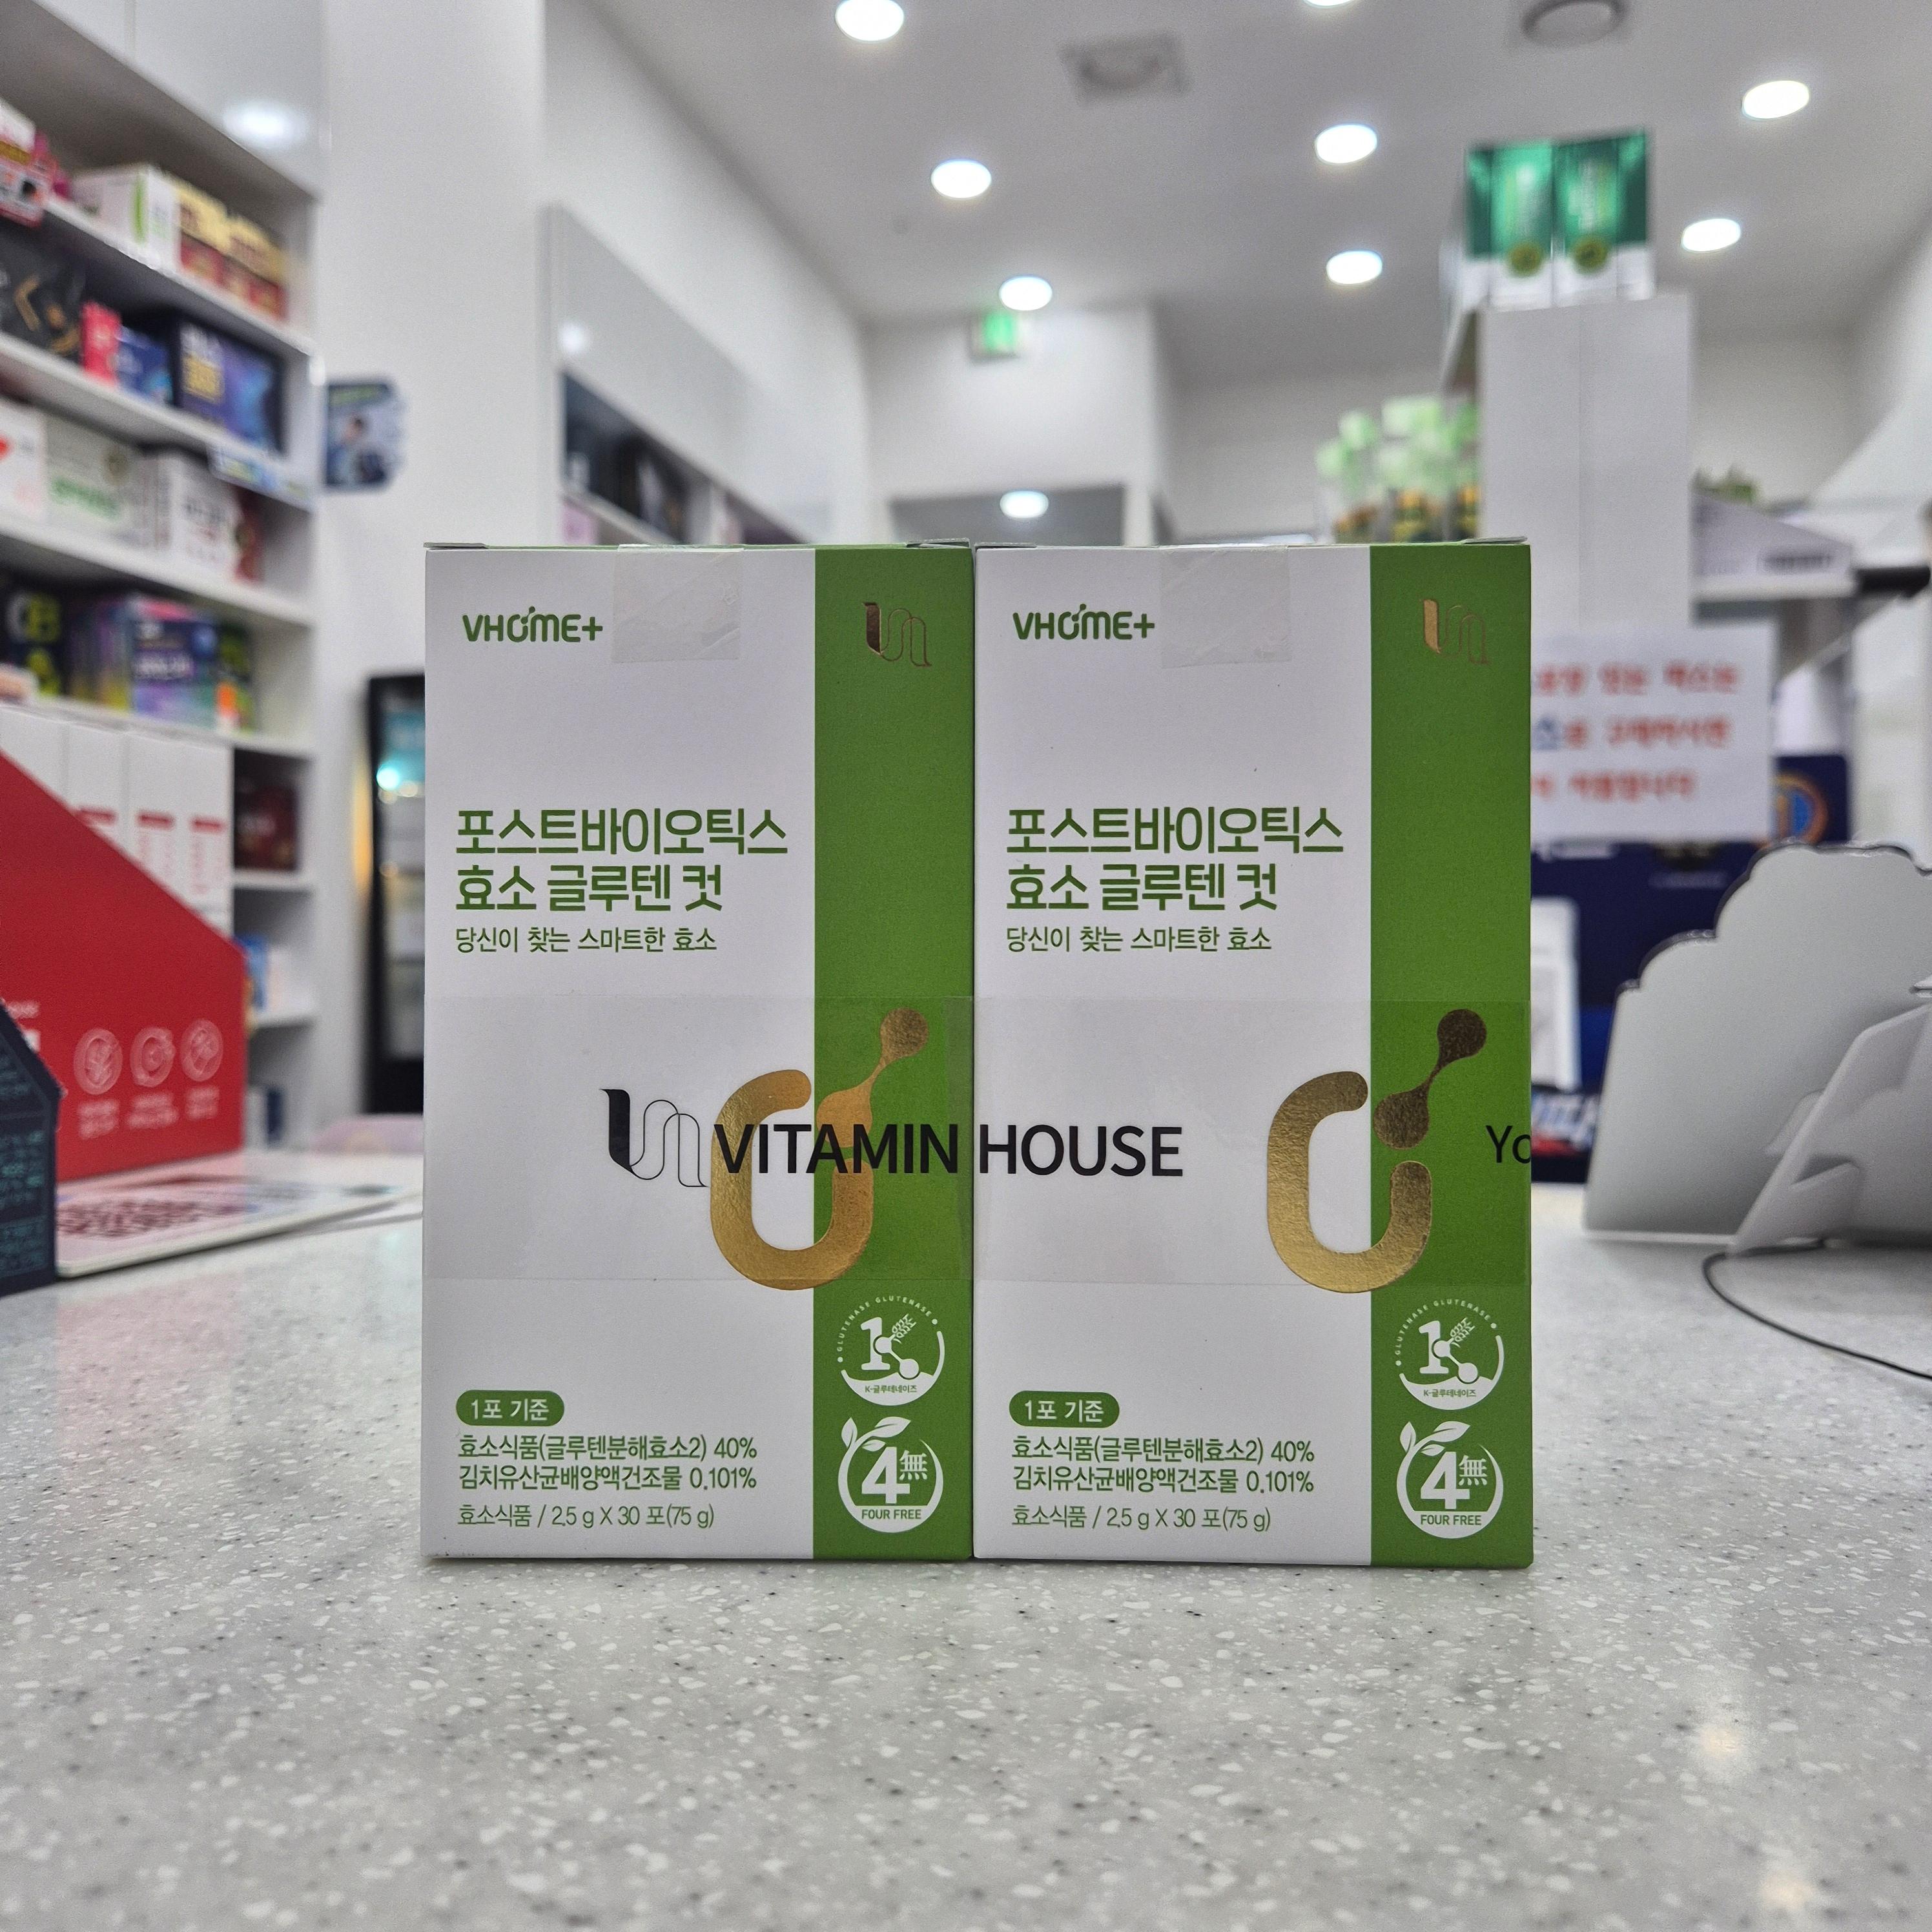 VHOME+
포스트바이오틱스
효소 글루텐 컷
당신이 찾는 스마트한 효소
GLUTENASE GLUTENASE
K-글루테네이즈
1포 기준
효소식품(글루텐분해효소2) 40%
김치유산균배양액건조물 0.101%
효소식품 / 2.5 g X 30 포(75 g)
4無
FOUR FREE
VHOME+
포스트바이오틱스
효소 글루텐 컷
당신이 찾는 스마트한 효소
VITAMIN HOUSE
GLUTENASE GLUTENASE
K-글루테네이즈
1포 기준
효소식품(글루텐분해효소2) 40%
김치유산균배양액건조물 0.101%
효소식품 / 2.5 g X 30 포(75 g)
4無
FOUR FREE